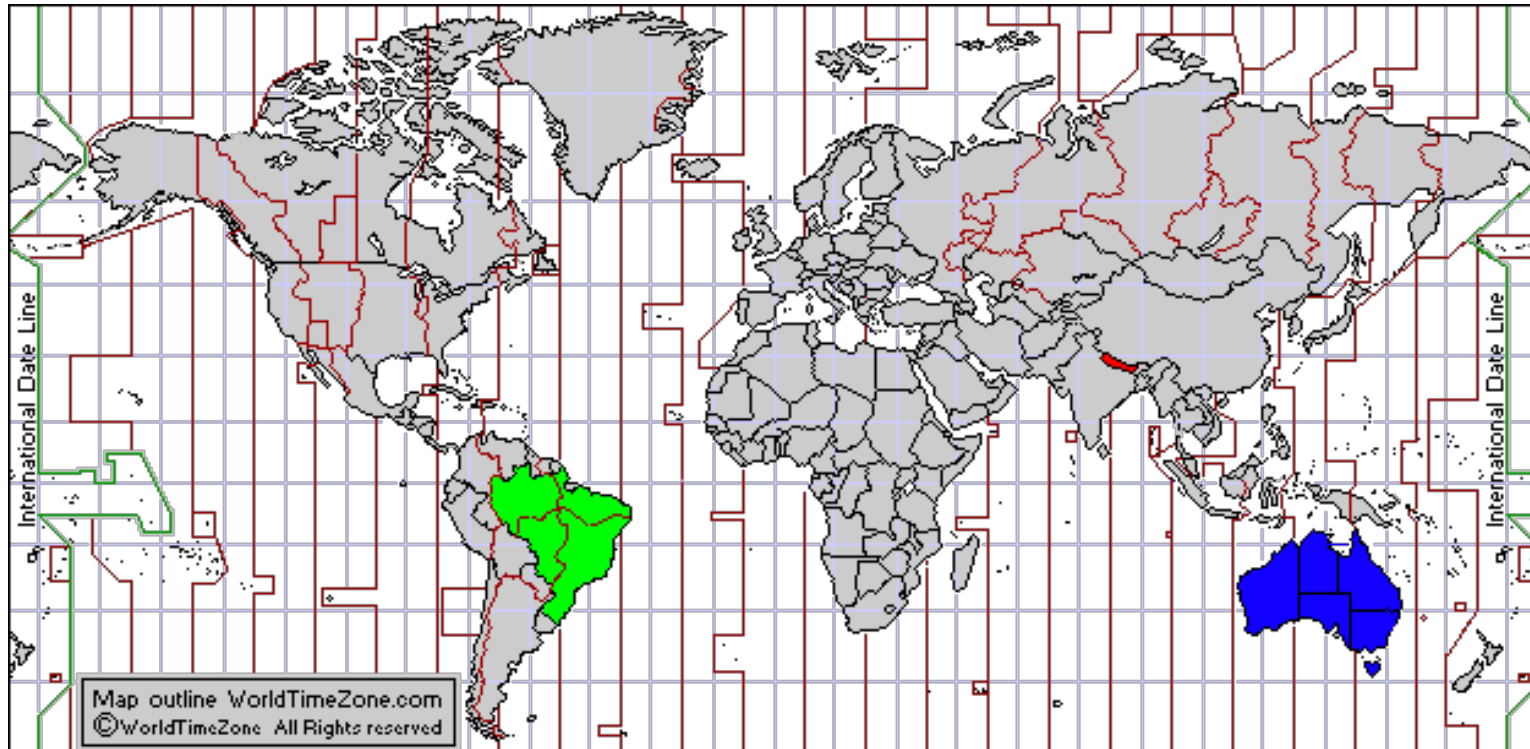 International Date Line
International Date Line
Map outline WorldTimeZone.com
©WorldTimeZone All Rights reserved